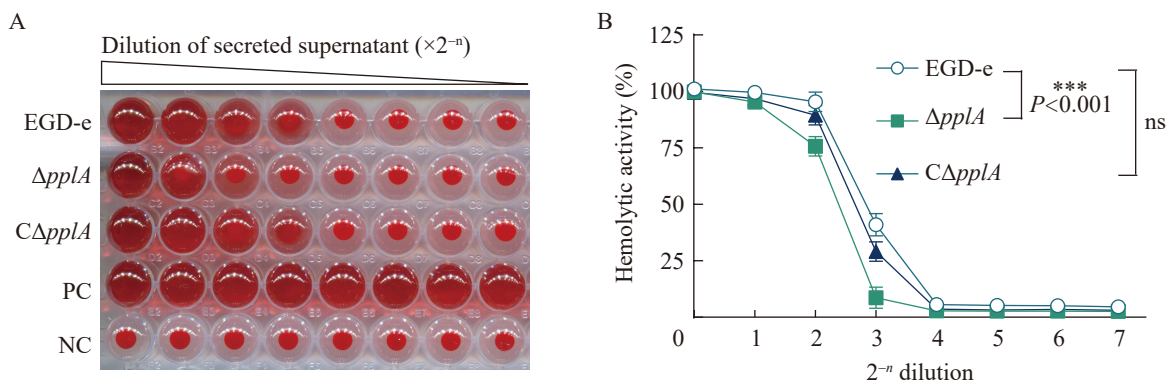 A
Dilution of secreted supernatant (×2⁻ⁿ)
EGD-e
ΔpplA
CΔpplA
PC
NC
B
Hemolytic activity (%)
125
100
75
50
25
0 1 2 3 4 5 6 7
2⁻ⁿ dilution
EGD-e
ΔpplA
CΔpplA
***
P<0.001
ns